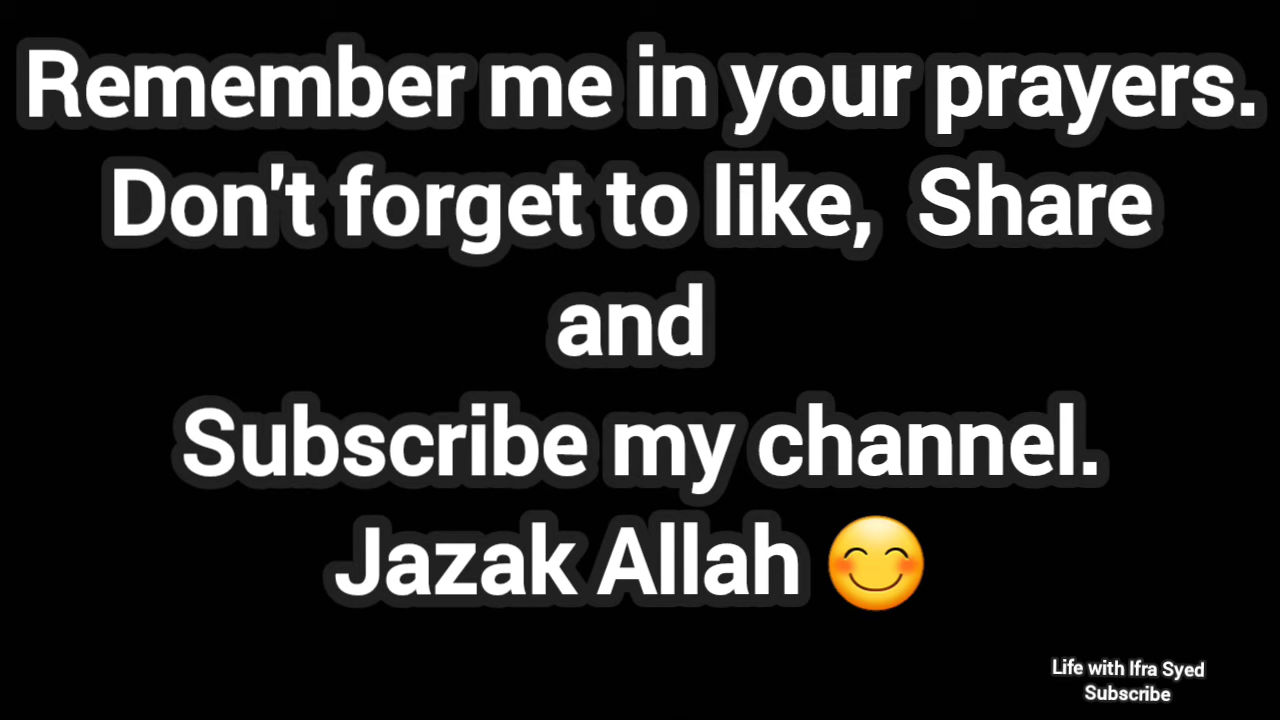 Remember me in your prayers.
Don't forget to like,  Share
and
Subscribe my channel.
Jazak Allah 😊
Life with Ifra Syed
Subscribe